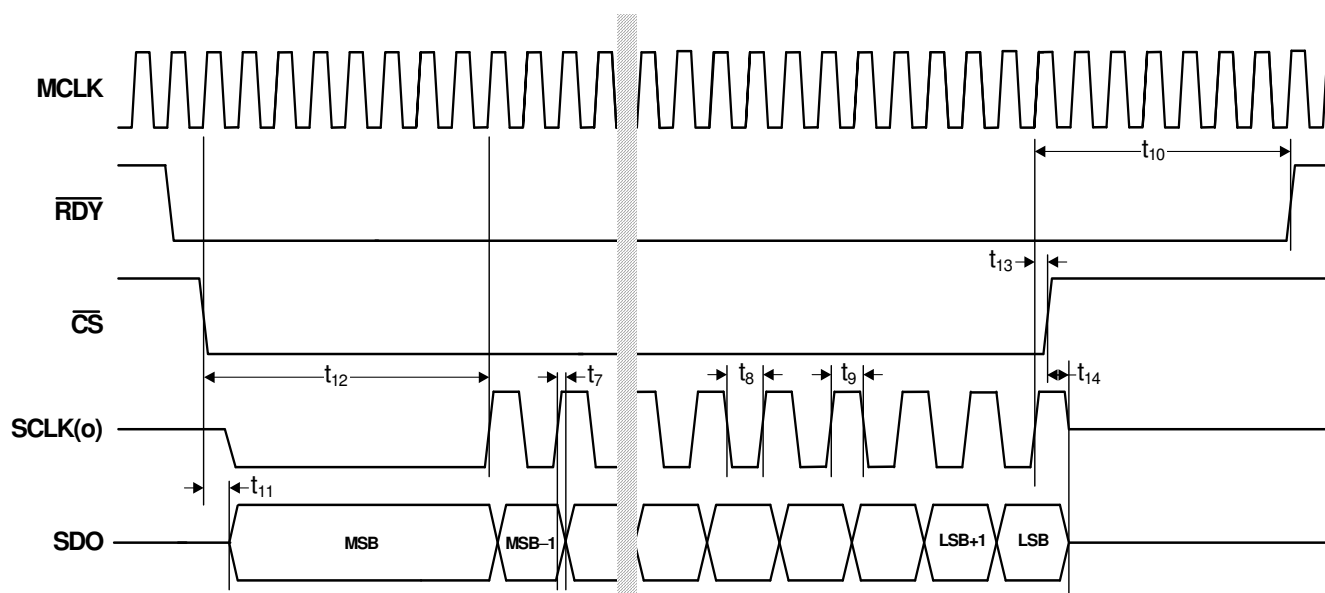 MCLK
t10
RDY
t13
CS
t12
t7
t8
t9
t14
SCLK(o)
t11
SDO
MSB
MSB–1
LSB+1
LSB